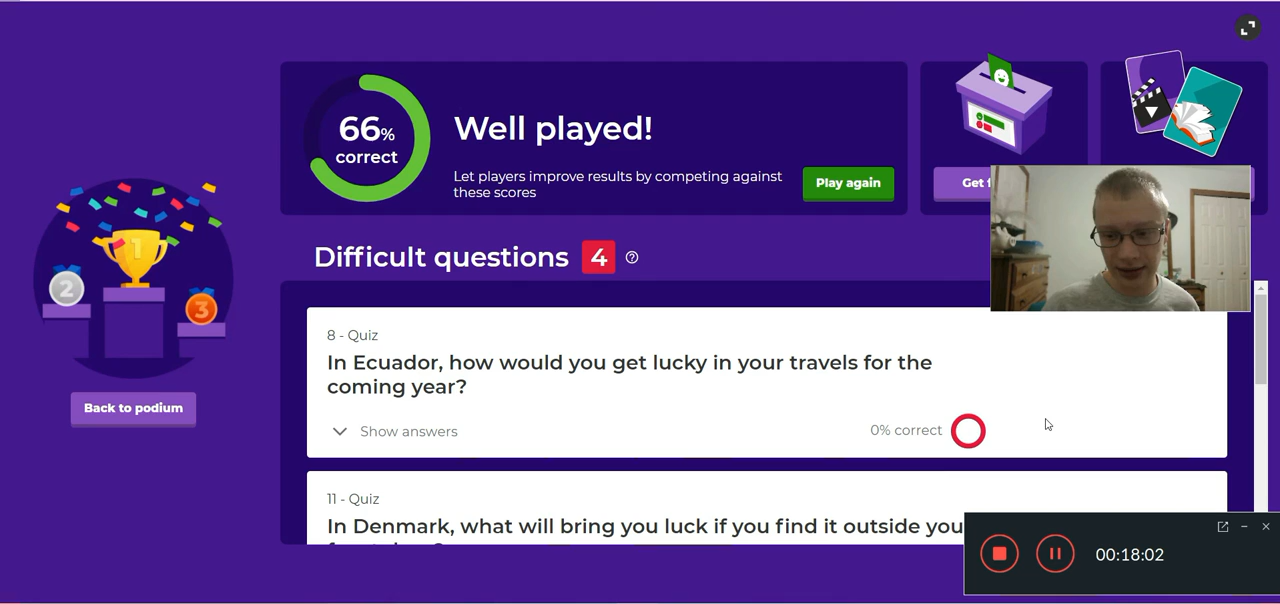 66%
correct
Well played!
Let players improve results by competing against
these scores
Play again
Get
1
2
3
Difficult questions 4 ?
8 - Quiz
In Ecuador, how would you get lucky in your travels for the
coming year?
Show answers
0% correct
Back to podium
11 - Quiz
In Denmark, what will bring you luck if you find it outside
00:18:02